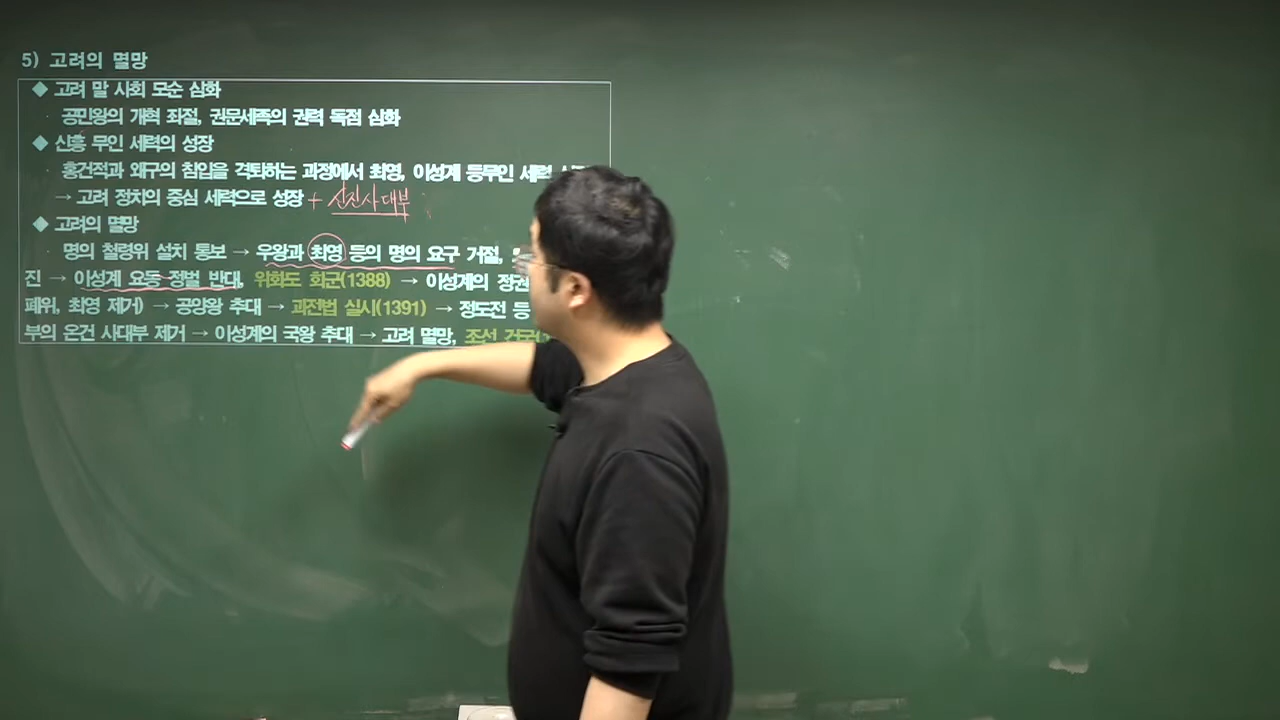 5) 고려의 멸망
◆ 고려 말 사회 모순 심화
공민왕의 개혁 좌절, 권문세족의 권력 독점 심화
◆ 신흥 무인 세력의 성장
홍건적과 왜구의 침입을 격퇴하는 과정에서 최영, 이성계 등무인 세력
→ 고려 정치의 중심 세력으로 성장 + 신진사대부
◆ 고려의 멸망
명의 철령위 설치 통보 → 우왕과 최영 등의 명의 요구 거절,
진 → 이성계 요동 정벌 반대, 위화도 회군(1388) → 이성계의 정권
폐위, 최영 제거) → 공양왕 추대 → 과전법 실시(1391) → 정도전 등
부의 온건 사대부 제거 → 이성계의 국왕 추대 → 고려 멸망, 조선 건국